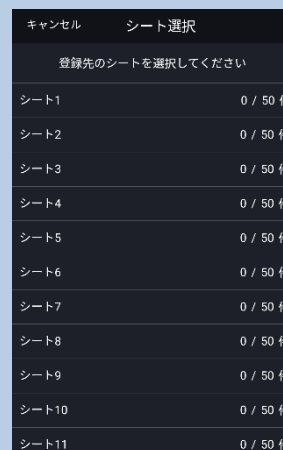 キャンセル シート選択
登録先のシートを選択してください
シート1 0 / 50
シート2 0 / 50
シート3 0 / 50
シート4 0 / 50
シート5 0 / 50
シート6 0 / 50
シート7 0 / 50
シート8 0 / 50
シート9 0 / 50
シート10 0 / 50
シート11 0 / 50